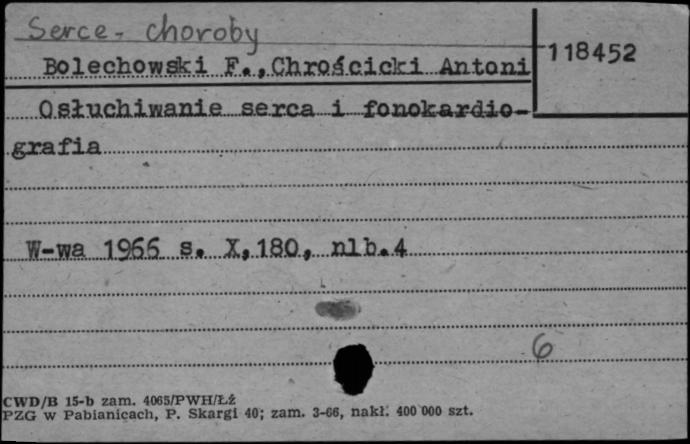 Serce - choroby
Bolechowski F., Chrościcki Antoni
118452
Osłuchiwanie serca i fonokardio-
grafia
W-wa 1966 s. X, 180, nlb. 4
6
CWD/B 15-b zam. 4065/PWH/Łź
PZG w Pabianicach, P. Skargi 40; zam. 3-66, nakł. 400 000 szt.